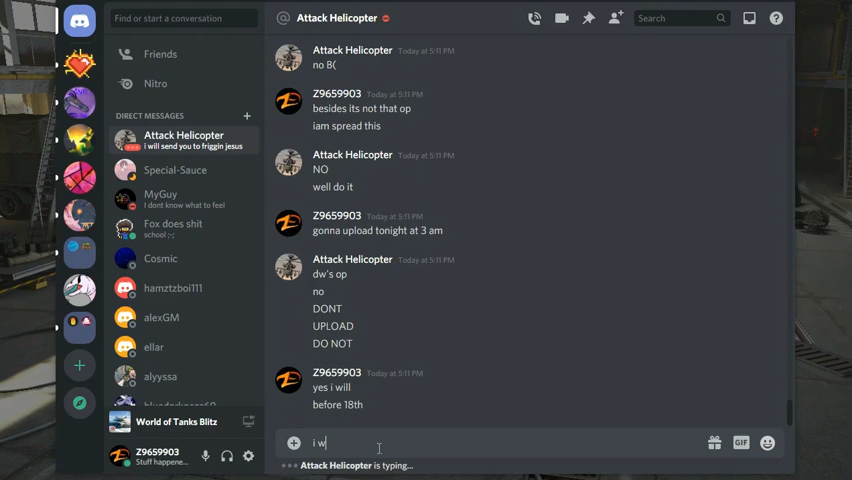 Find or start a conversation
Friends
Nitro
DIRECT MESSAGES
Attack Helicopter
i will send you to friggin jesus
Special-Sauce
MyGuy
I dont know what to feel
Fox does shit
school ;-;
Cosmic
hamztzboi111
alexGM
ellar
alyyssa
World of Tanks Blitz
Z9659903
Stuff happene...
@ Attack Helicopter
Search
Attack Helicopter Today at 5:11 PM
no B(
Z9659903 Today at 5:11 PM
besides its not that op
iam spread this
Attack Helicopter Today at 5:11 PM
NO
well do it
Z9659903 Today at 5:11 PM
gonna upload tonight at 3 am
Attack Helicopter Today at 5:11 PM
dw's op
no
DONT
UPLOAD
DO NOT
Z9659903 Today at 5:11 PM
yes i will
before 18th
i w
GIF
Attack Helicopter is typing...